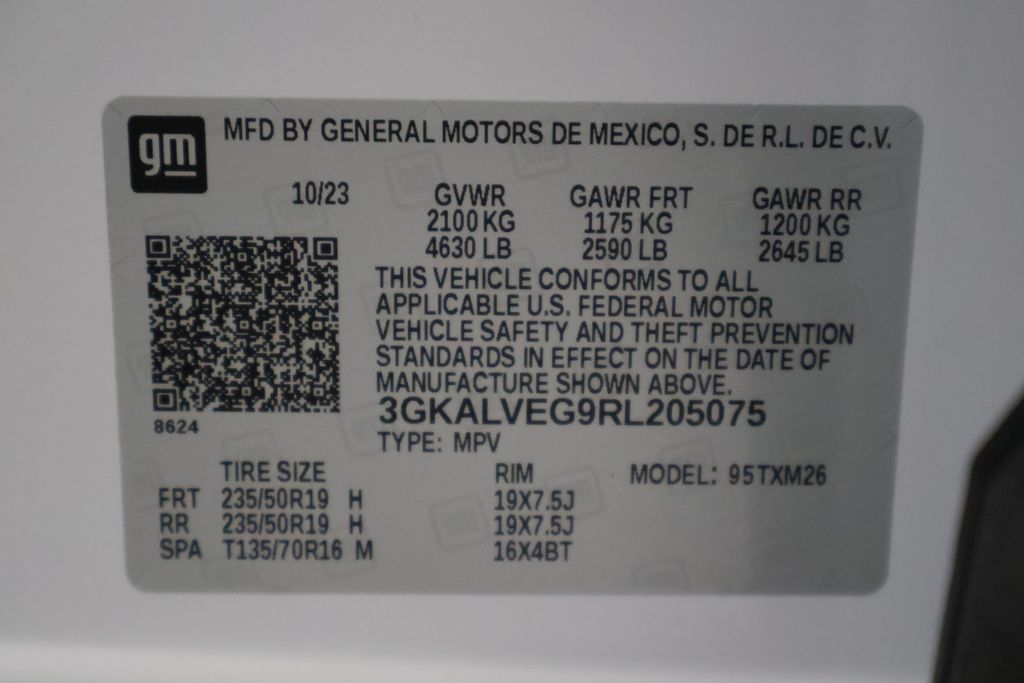 gm
MFD BY GENERAL MOTORS DE MEXICO, S. DE R.L. DE C.V.
10/23 GVWR GAWR FRT GAWR RR
2100 KG 1175 KG 1200 KG
4630 LB 2590 LB 2645 LB
THIS VEHICLE CONFORMS TO ALL
APPLICABLE U.S. FEDERAL MOTOR
VEHICLE SAFETY AND THEFT PREVENTION
STANDARDS IN EFFECT ON THE DATE OF
MANUFACTURE SHOWN ABOVE.
3GKALVEG9RL205075
8624
TYPE: MPV
TIRE SIZE RIM MODEL: 95TXM26
FRT 235/50R19 H 19X7.5J
RR 235/50R19 H 19X7.5J
SPA T135/70R16 M 16X4BT